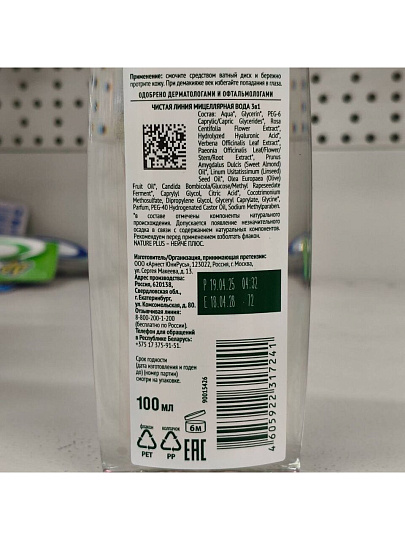 Применение: смочите средством ватный диск и бережно
протрите кожу. При демакияже век избегайте попадания в глаза.
ОДОБРЕНО ДЕРМАТОЛОГАМИ И ОФТАЛЬМОЛОГАМИ
ЧИСТАЯ ЛИНИЯ МИЦЕЛЛЯРНАЯ ВОДА 3в1
Состав: Aqua*, Glycerin*, PEG-6
Caprylic/Capric Glycerides*, Rosa
Centifolia Flower Extract*,
Hydrolyzed Hyaluronic Acid*,
Verbena Officinalis Leaf Extract*,
Paeonia Officinalis Leaf/Flower/
Stem/Root Extract*, Prunus
Amygdalus Dulcis (Sweet Almond)
Oil*, Linum Usitatissimum (Linseed)
Seed Oil*, Olea Europaea (Olive)
Fruit Oil*, Candida Bombicola/Glucose/Methyl Rapeseedate
Ferment*, Caprylyl Glycol, Citric Acid*, Cocotrimonium
Methosulfate, Dipropylene Glycol, Glyceryl Caprylate, Glycine*,
Parfum, PEG-40 Hydrogenated Castor Oil, Sodium Methylparaben.
*в составе отмечены компоненты натурального
происхождения. Допускается появление незначительного
осадка в связи с содержанием натуральных компонентов.
Рекомендуем перед применением взболтать флакон.
NATURE PLUS – НЕЙЧЕ ПЛЮС.
Изготовитель/Организация, принимающая претензии:
ООО «Арнест ЮниРусь», 123022, Россия, г. Москва,
ул. Сергея Макеева, д. 13.
Адрес производства:
Россия, 620138,
Свердловская обл.,
г. Екатеринбург,
ул. Комсомольская, д. 80.
Отзывчивая линия:
8-800-200-1-200
(бесплатно по России).
Телефон для обращений
в Республике Беларусь:
+375 17 375-91-51.
P 19.04.25 04:32
E 18.04.28 72
Срок годности
(дата изготовления и годен
до) (номер партии)
смотри на упаковке.
90015426
100 мл
6M
флакон
PET
колпачок
PP
EAC
4605922317241